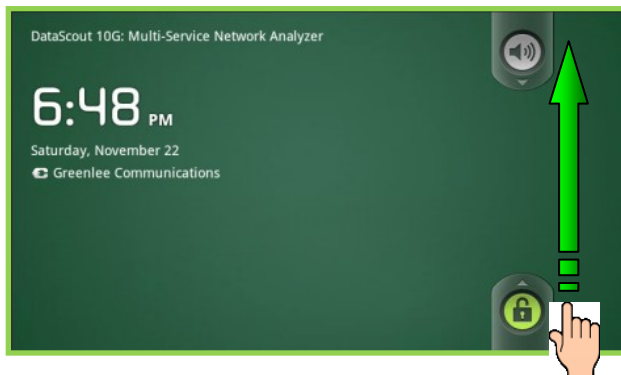 DataScout 10G: Multi-Service Network Analyzer
6:48 PM
Saturday, November 22
Greenlee Communications